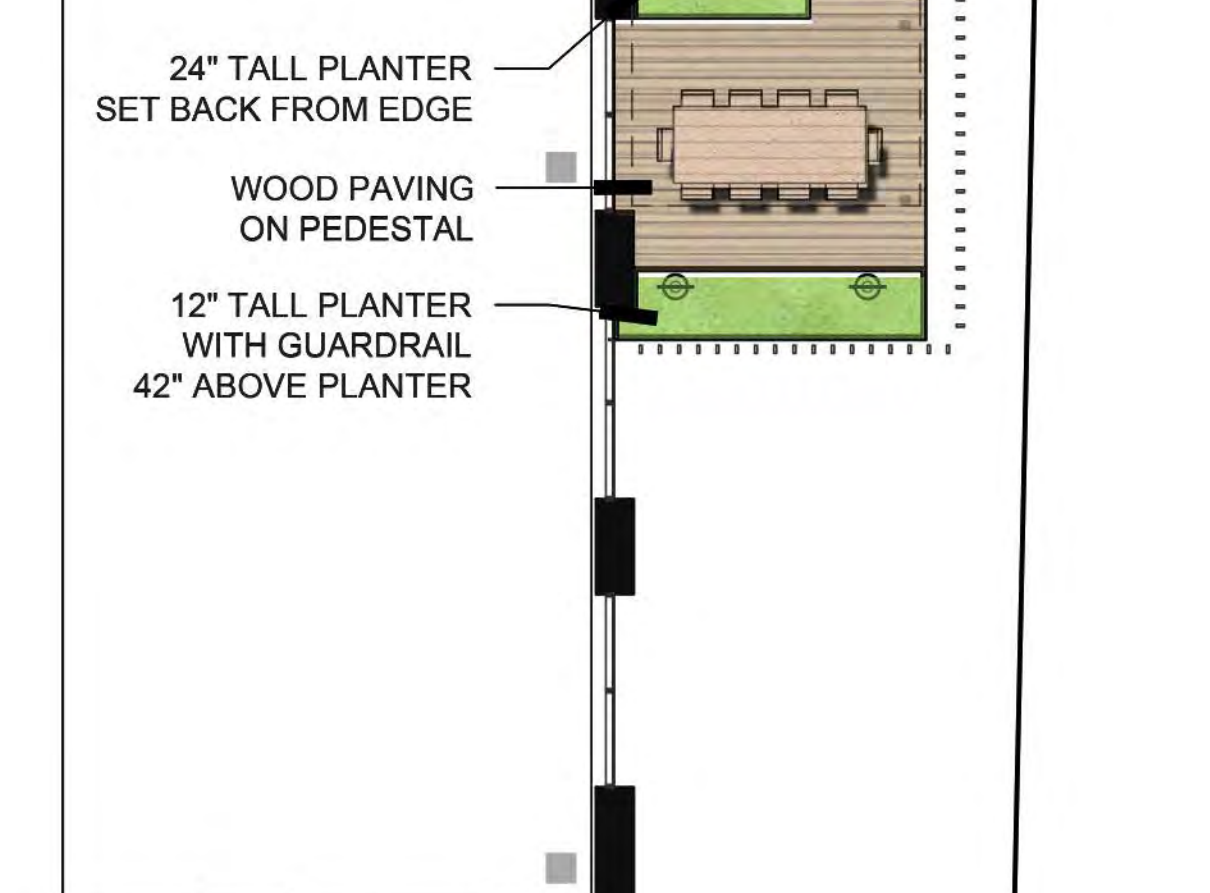 24" TALL PLANTER
SET BACK FROM EDGE
WOOD PAVING
ON PEDESTAL
12" TALL PLANTER
WITH GUARDRAIL
42" ABOVE PLANTER